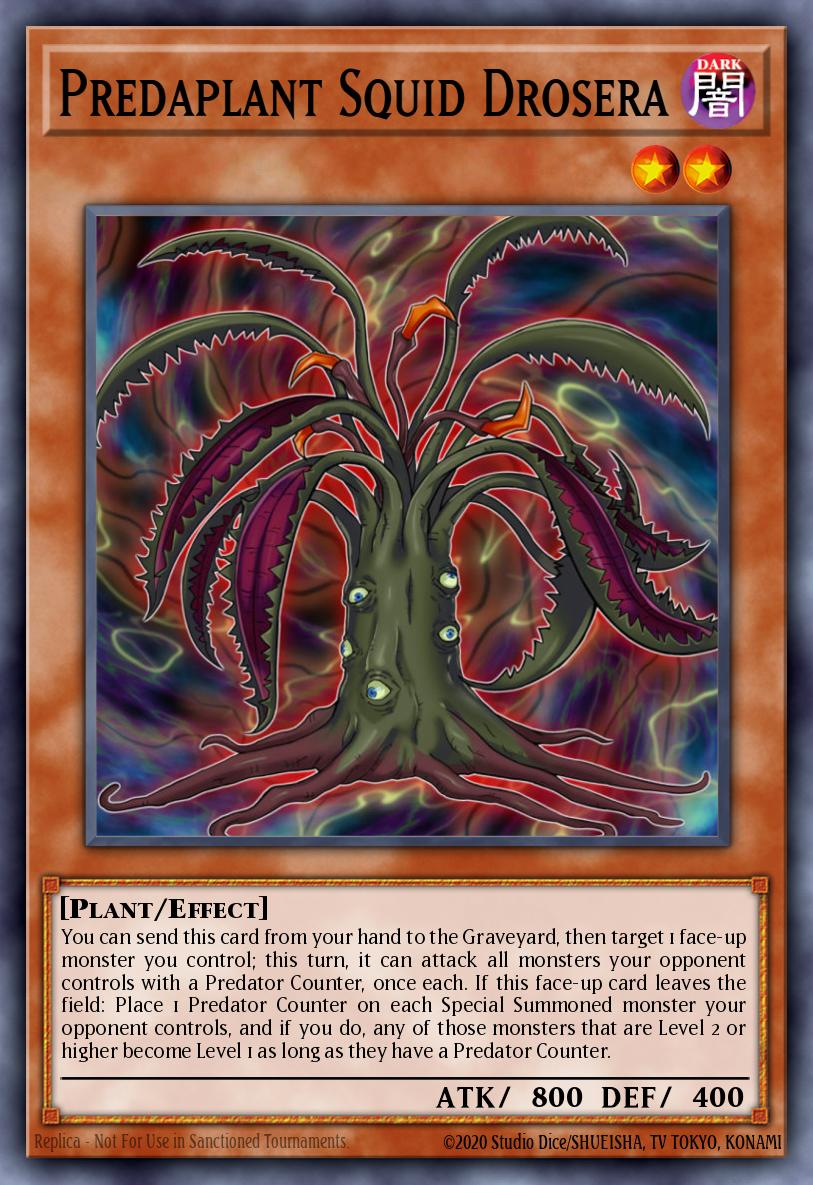 Predaplant Squid Drosera
DARK
闇
[Plant/Effect]
You can send this card from your hand to the Graveyard, then target 1 face-up
monster you control; this turn, it can attack all monsters your opponent
controls with a Predator Counter, once each. If this face-up card leaves the
field: Place 1 Predator Counter on each Special Summoned monster your
opponent controls, and if you do, any of those monsters that are Level 2 or
higher become Level 1 as long as they have a Predator Counter.
ATK/ 800 DEF/ 400
Replica - Not For Use in Sanctioned Tournaments.
©2020 Studio Dice/SHUEISHA, TV TOKYO, KONAMI